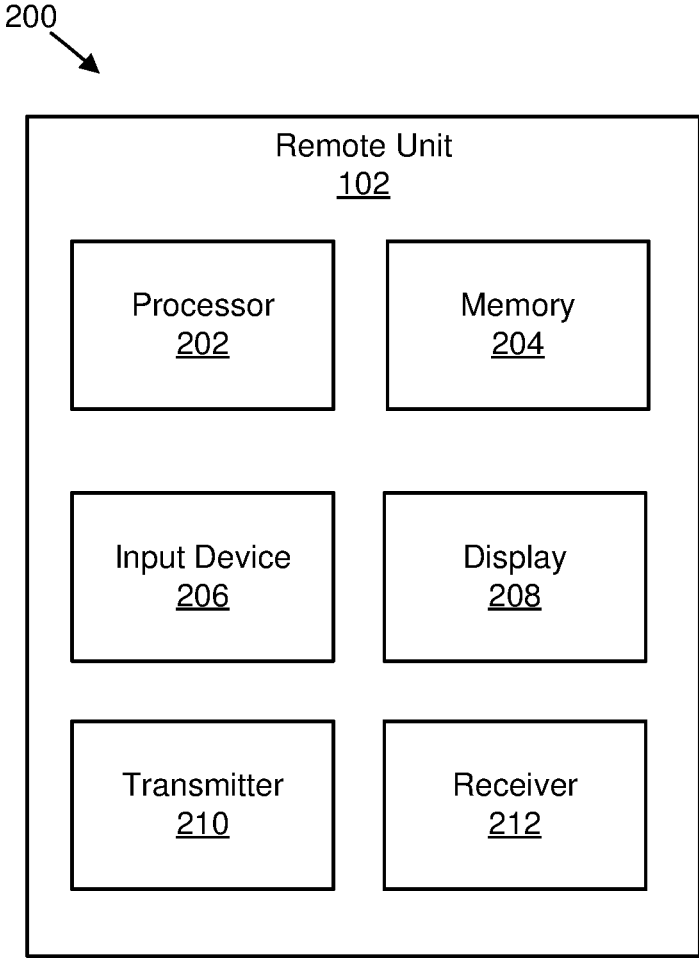 200
Remote Unit
102
Processor
202
Memory
204
Input Device
206
Display
208
Transmitter
210
Receiver
212